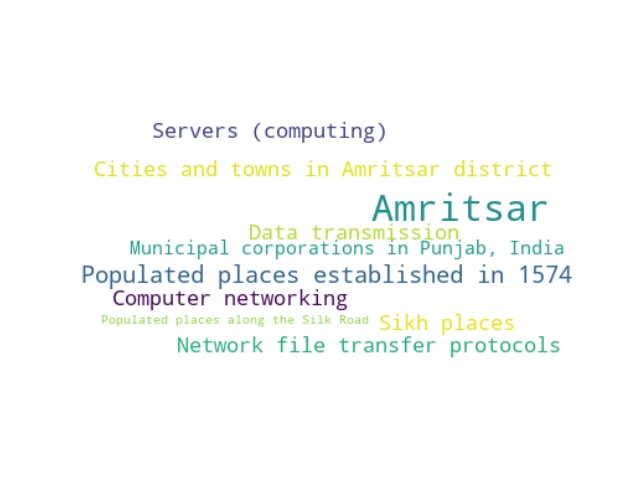 Servers (computing)
Cities and towns in Amritsar district
Amritsar
Data transmission
Municipal corporations in Punjab, India
Populated places established in 1574
Computer networking
Populated places along the Silk Road
Sikh places
Network file transfer protocols